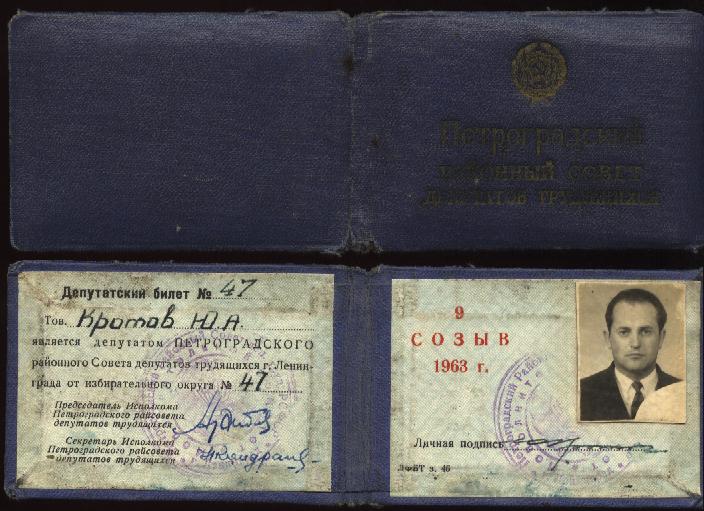 Петроградский
районный совет
депутатов трудящихся
Депутатский билет № 47
Тов. Кротов Ю.А.
является депутатом ПЕТРОГРАДСКОГО
районного Совета депутатов трудящихся г. Ленин-
града от избирательного округа № 47
Председатель Исполкома
Петроградского райсовета
депутатов трудящихся
Секретарь Исполкома
Петроградского райсовета
депутатов трудящихся
9
СОЗЫВ
1963 г.
Личная подпись
ЛФБТ з. 46